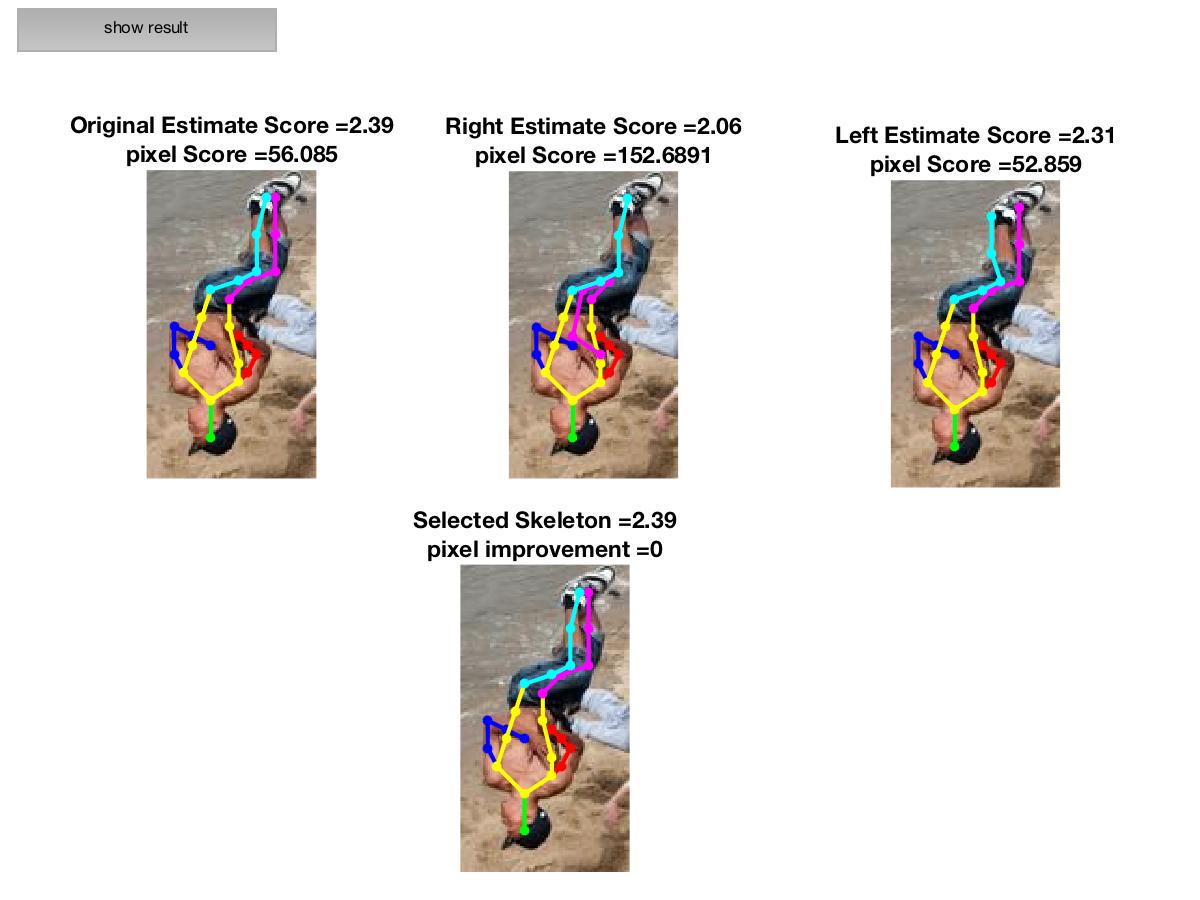 show result
Original Estimate Score =2.39
pixel Score =56.085
Right Estimate Score =2.06
pixel Score =152.6891
Left Estimate Score =2.31
pixel Score =52.859
Selected Skeleton =2.39
pixel improvement =0